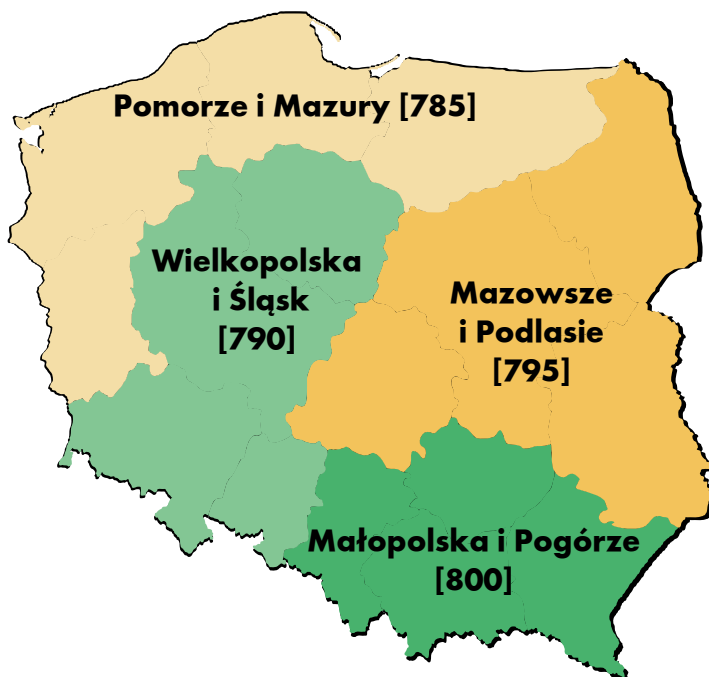 Pomorze i Mazury [785]
Wielkopolska
i Śląsk
[790]
Mazowsze
i Podlasie
[795]
Małopolska i Pogórze
[800]